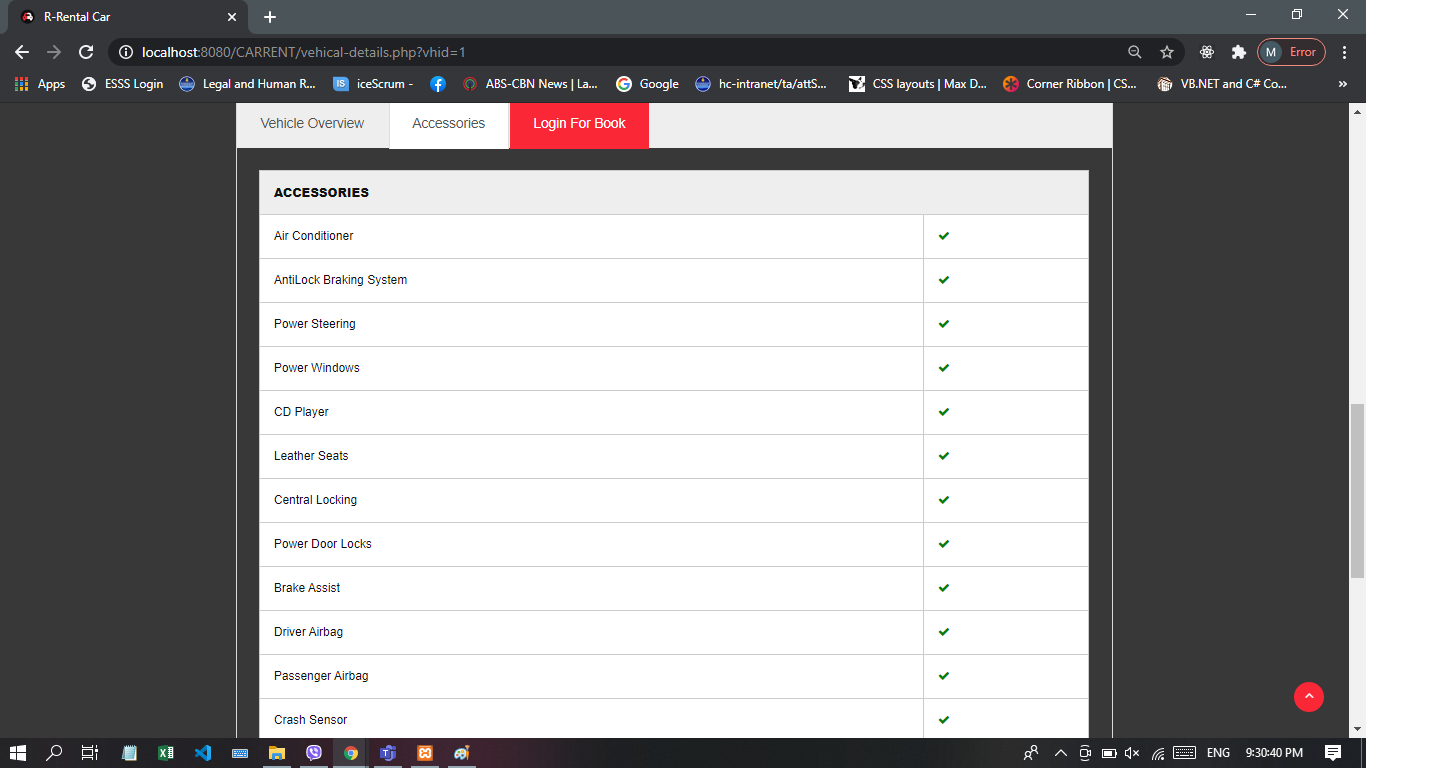 R-Rental Car
localhost:8080/CARRENT/vehical-details.php?vhid=1
M Error
Apps ESSS Login Legal and Human R... IS iceScrum - ABS-CBN News | La... Google hc-intranet/ta/attS... CSS layouts | Max D... Corner Ribbon | CS... VB.NET and C# Co... »
Vehicle Overview Accessories Login For Book
ACCESSORIES
Air Conditioner
AntiLock Braking System
Power Steering
Power Windows
CD Player
Leather Seats
Central Locking
Power Door Locks
Brake Assist
Driver Airbag
Passenger Airbag
Crash Sensor
ENG 9:30:40 PM